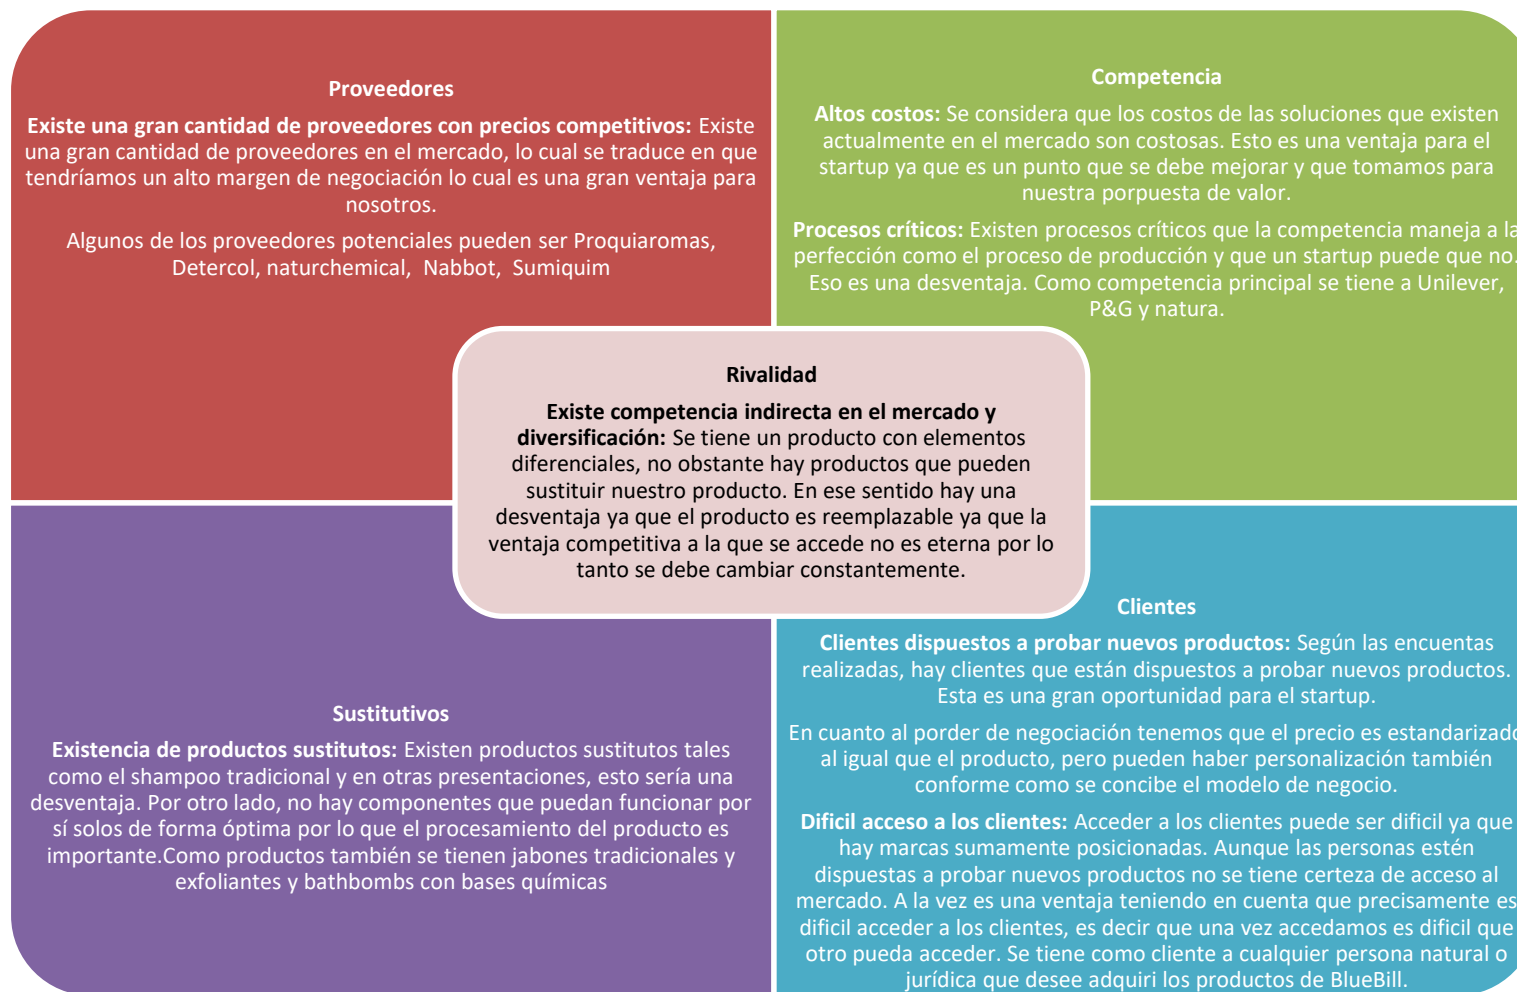 Proveedores
Existe una gran cantidad de proveedores con precios competitivos: Existe
una gran cantidad de proveedores en el mercado, lo cual se traduce en que
tendríamos un alto margen de negociación lo cual es una gran ventaja para
nosotros.
Algunos de los proveedores potenciales pueden ser Proquiaromas,
Detercol, naturchemical, Nabbot, Sumiquim
Competencia
Altos costos: Se considera que los costos de las soluciones que existen
actualmente en el mercado son costosas. Esto es una ventaja para el
startup ya que es un punto que se debe mejorar y que tomamos para
nuestra porpuesta de valor.
Procesos críticos: Existen procesos críticos que la competencia maneja a la
perfección como el proceso de producción y que un startup puede que no.
Eso es una desventaja. Como competencia principal se tiene a Unilever,
P&G y natura.
Rivalidad
Existe competencia indirecta en el mercado y
diversificación: Se tiene un producto con elementos
diferenciales, no obstante hay productos que pueden
sustituir nuestro producto. En ese sentido hay una
desventaja ya que el producto es reemplazable ya que la
ventaja competitiva a la que se accede no es eterna por lo
tanto se debe cambiar constantemente.
Sustitutivos
Existencia de productos sustitutos: Existen productos sustitutos tales
como el shampoo tradicional y en otras presentaciones, esto sería una
desventaja. Por otro lado, no hay componentes que puedan funcionar por
sí solos de forma óptima por lo que el procesamiento del producto es
importante.Como productos también se tienen jabones tradicionales y
exfoliantes y bathbombs con bases químicas
Clientes
Clientes dispuestos a probar nuevos productos: Según las encuentas
realizadas, hay clientes que están dispuestos a probar nuevos productos.
Esta es una gran oportunidad para el startup.
En cuanto al porder de negociación tenemos que el precio es estandarizado
al igual que el producto, pero pueden haber personalización también
conforme como se concibe el modelo de negocio.
Dificil acceso a los clientes: Acceder a los clientes puede ser dificil ya que
hay marcas sumamente posicionadas. Aunque las personas estén
dispuestas a probar nuevos productos no se tiene certeza de acceso al
mercado. A la vez es una ventaja teniendo en cuenta que precisamente es
dificil acceder a los clientes, es decir que una vez accedamos es dificil que
otro pueda acceder. Se tiene como cliente a cualquier persona natural o
jurídica que desee adquiri los productos de BlueBill.